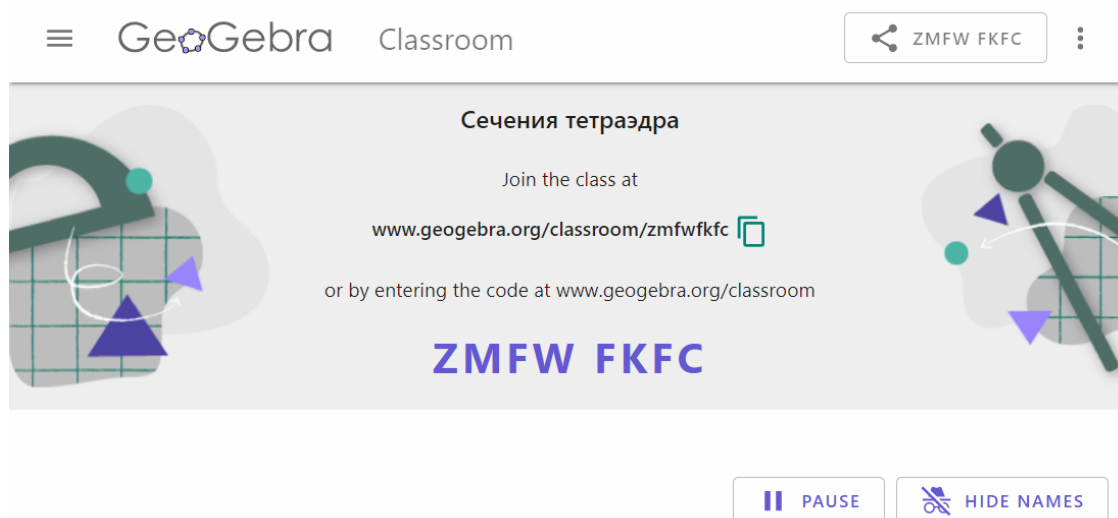 GeoGebra Classroom ZMFW FKFC
Сечения тетраэдра
Join the class at
www.geogebra.org/classroom/zmfwfkfc
or by entering the code at www.geogebra.org/classroom
ZMFW FKFC
PAUSE HIDE NAMES